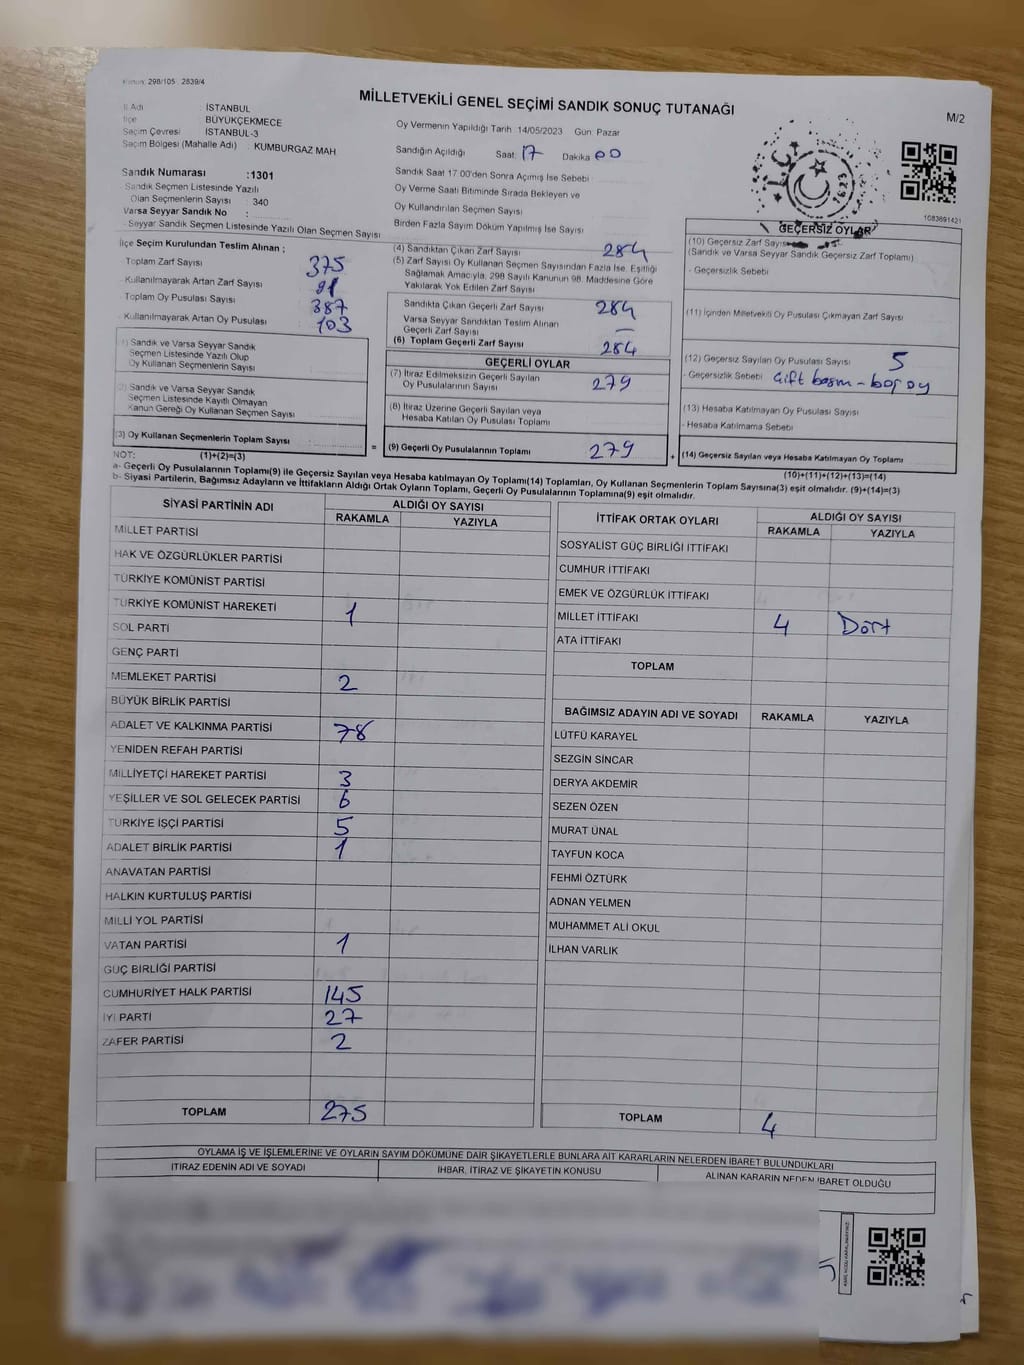 Kanun: 298/105 , 2839/4
MİLLETVEKİLİ GENEL SEÇİMİ SANDIK SONUÇ TUTANAĞI
M/2
İl Adı : İSTANBUL
İlçe : BÜYÜKÇEKMECE
Seçim Çevresi : İSTANBUL-3
Seçim Bölgesi (Mahalle Adı) : KUMBURGAZ MAH
Sandık Numarası :1301
Sandık Seçmen Listesinde Yazılı
Olan Seçmenlerin Sayısı : 340
Varsa Seyyar Sandık No :
Seyyar Sandık Seçmen Listesinde Yazılı Olan Seçmen Sayısı
Oy Vermenin Yapıldığı Tarih 14/05/2023 Gün: Pazar
Sandığın Açıldığı Saat: 17 Dakika 00
Sandık Saat 17.00'den Sonra Açımış İse Sebebi
Oy Verme Saati Bitiminde Sırada Bekleyen ve
Oy Kullandırılan Seçmen Sayısı
Birden Fazla Sayım Döküm Yapılmış İse Sayısı
T.C.
3231
1083691421
İlçe Seçim Kurulundan Teslim Alınan ;
Toplam Zarf Sayısı 375
Kullanılmayarak Artan Zarf Sayısı 91
Toplam Oy Pusulası Sayısı 387
Kullanılmayarak Artan Oy Pusulası 103
1) Sandık ve Varsa Seyyar Sandık
Seçmen Listesinde Yazılı Olup
Oy Kullanan Seçmenlerin Sayısı
2) Sandık ve Varsa Seyyar Sandık
Seçmen Listesinde Kayıtlı Olmayan
Kanun Gereği Oy Kullanan Seçmen Sayısı
(3) Oy Kullanan Seçmenlerin Toplam Sayısı
(1)+(2)=(3)
(4) Sandıktan Çıkan Zarf Sayısı 284
(5) Zarf Sayısı Oy Kullanan Seçmen Sayısından Fazla İse, Eşitliği
Sağlamak Amacıyla, 298 Sayılı Kanunun 98. Maddesine Göre
Yakılarak Yok Edilen Zarf Sayısı
Sandıkta Çıkan Geçerli Zarf Sayısı 284
Varsa Seyyar Sandıktan Teslim Alınan
Geçerli Zarf Sayısı —
(6) Toplam Geçerli Zarf Sayısı 284
GEÇERLİ OYLAR
(7) İtiraz Edilmeksizin Geçerli Sayılan
Oy Pusulalarının Sayısı 279
(8) İtiraz Üzerine Geçerli Sayılan veya
Hesaba Katılan Oy Pusulası Toplamı
= (9) Geçerli Oy Pusulalarının Toplamı 279 +
GEÇERSİZ OYLAR
(10) Geçersiz Zarf Sayısı
(Sandık ve Varsa Seyyar Sandık Geçersiz Zarf Toplamı)
- Geçersizlik Sebebi
(11) İçinden Milletvekili Oy Pusulası Çıkmayan Zarf Sayısı
(12) Geçersiz Sayılan Oy Pusulası Sayısı 5
- Geçersizlik Sebebi Çift basım - boş oy
(13) Hesaba Katılmayan Oy Pusulası Sayısı
- Hesaba Katılmama Sebebi
(14) Geçersiz Sayılan veya Hesaba Katılmayan Oy Toplamı
(10)+(11)+(12)+(13)=(14)
NOT:
a- Geçerli Oy Pusulalarının Toplamı(9) ile Geçersiz Sayılan veya Hesaba katılmayan Oy Toplamı(14) Toplamları, Oy Kullanan Seçmenlerin Toplam Sayısına(3) eşit olmalıdır. (9)+(14)=(3)
b- Siyasi Partilerin, Bağımsız Adayların ve İttifakların Aldığı Ortak Oyların Toplamı, Geçerli Oy Pusulalarının Toplamına(9) eşit olmalıdır.
SİYASİ PARTİNİN ADI ALDIĞI OY SAYISI
RAKAMLA YAZIYLA
MİLLET PARTİSİ
HAK VE ÖZGÜRLÜKLER PARTİSİ
TÜRKİYE KOMÜNİST PARTİSİ
TÜRKİYE KOMÜNİST HAREKETİ 1
SOL PARTİ
GENÇ PARTİ
MEMLEKET PARTİSİ 2
BÜYÜK BİRLİK PARTİSİ
ADALET VE KALKINMA PARTİSİ 78
YENİDEN REFAH PARTİSİ
MİLLİYETÇİ HAREKET PARTİSİ 3
YEŞİLLER VE SOL GELECEK PARTİSİ 6
TÜRKİYE İŞÇİ PARTİSİ 5
ADALET BİRLİK PARTİSİ 1
ANAVATAN PARTİSİ
HALKIN KURTULUŞ PARTİSİ
MİLLİ YOL PARTİSİ
VATAN PARTİSİ 1
GÜÇ BİRLİĞİ PARTİSİ
CUMHURİYET HALK PARTİSİ 145
İYİ PARTİ 27
ZAFER PARTİSİ 2
TOPLAM 275
İTTİFAK ORTAK OYLARI ALDIĞI OY SAYISI
RAKAMLA YAZIYLA
SOSYALİST GÜÇ BİRLİĞİ İTTİFAKI
CUMHUR İTTİFAKI
EMEK VE ÖZGÜRLÜK İTTİFAKI
MİLLET İTTİFAKI 4 Dört
ATA İTTİFAKI
TOPLAM
BAĞIMSIZ ADAYIN ADI VE SOYADI RAKAMLA YAZIYLA
LÜTFÜ KARAYEL
SEZGİN SİNCAR
DERYA AKDEMİR
SEZEN ÖZEN
MURAT ÜNAL
TAYFUN KOCA
FEHMİ ÖZTÜRK
ADNAN YELMEN
MUHAMMET ALİ OKUL
İLHAN VARLIK
TOPLAM 4
OYLAMA İŞ VE İŞLEMLERİNE VE OYLARIN SAYIM DÖKÜMÜNE DAİR ŞİKAYETLERLE BUNLARA AİT KARARLARIN NELERDEN İBARET BULUNDUKLARI
İTİRAZ EDENİN ADI VE SOYADI İHBAR, İTİRAZ VE ŞİKAYETİN KONUSU ALINAN KARARIN NEDEN İBARET OLDUĞU